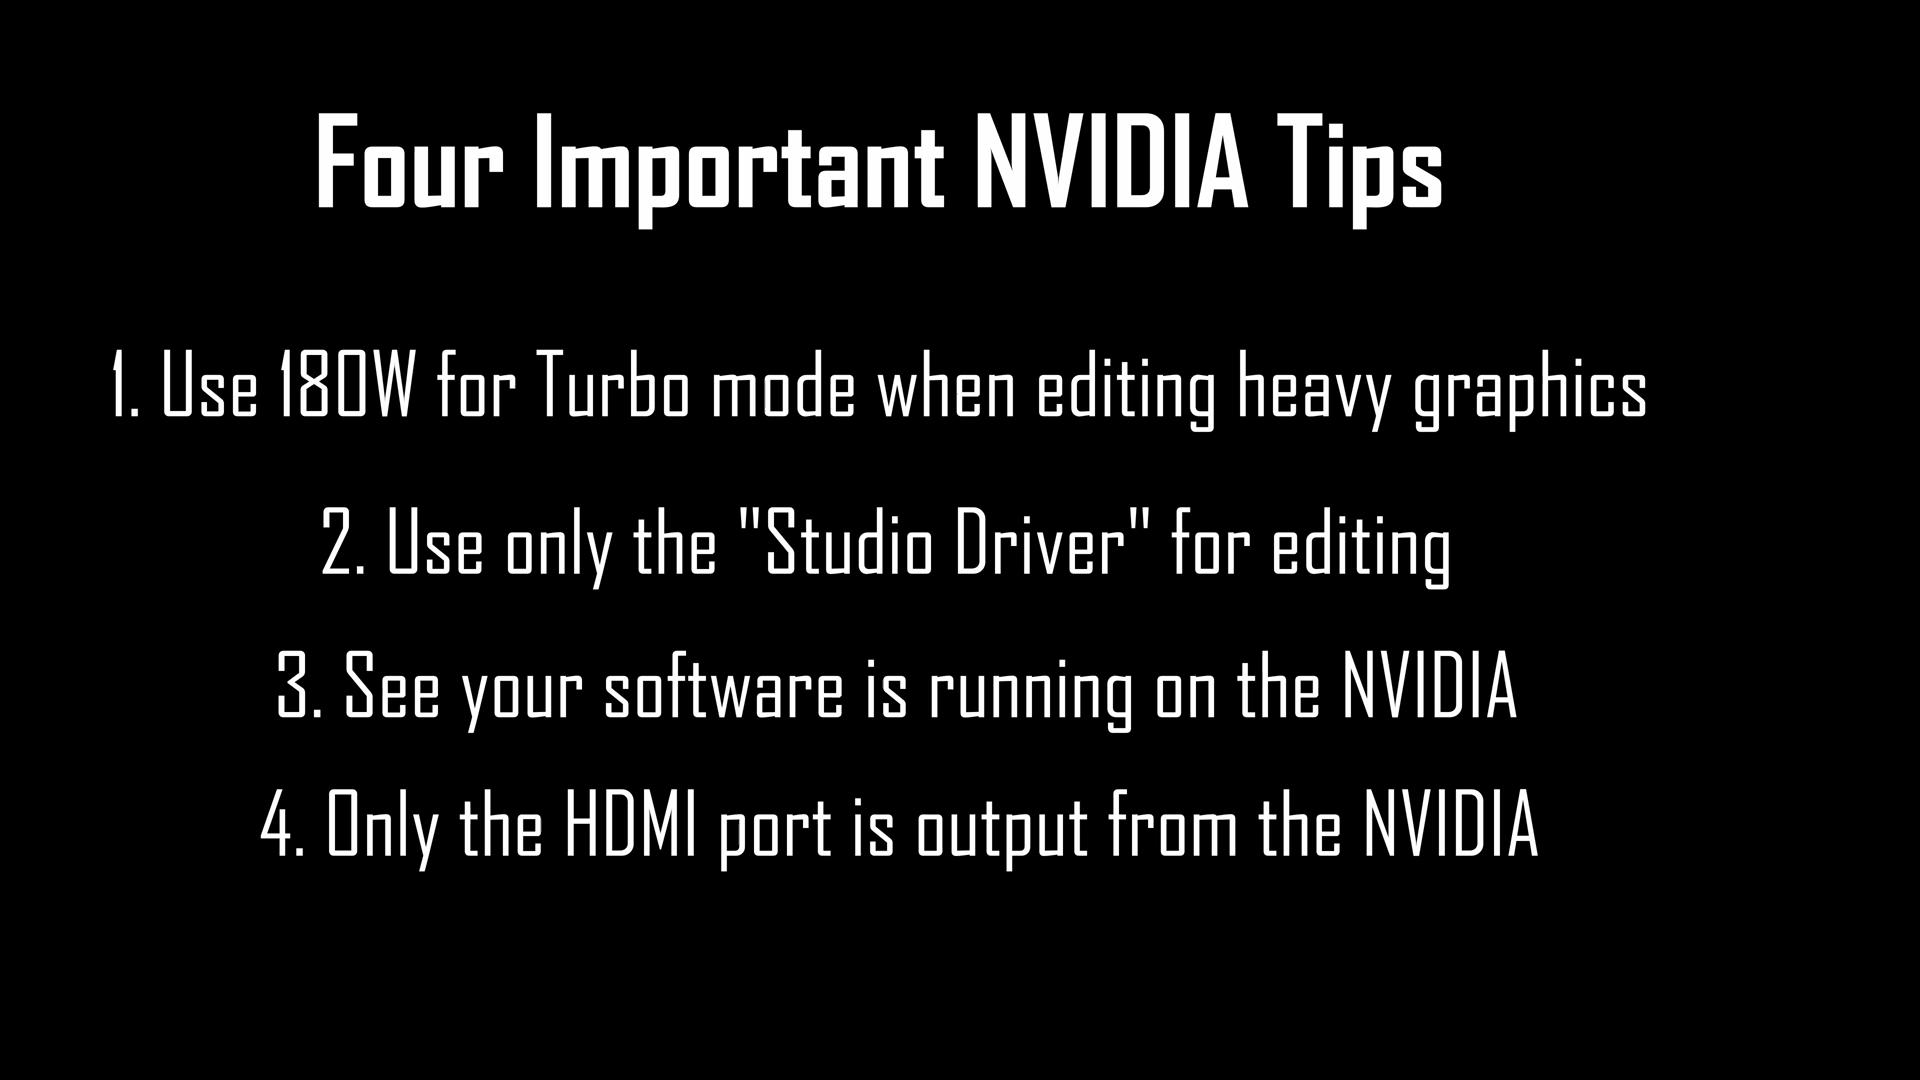 Four Important NVIDIA Tips
1. Use 180W for Turbo mode when editing heavy graphics
2. Use only the "Studio Driver" for editing
3. See your software is running on the NVIDIA
4. Only the HDMI port is output from the NVIDIA